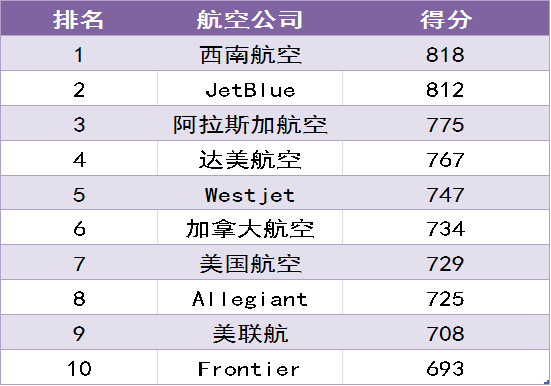 排名 航空公司 得分
1 西南航空 818
2 JetBlue 812
3 阿拉斯加航空 775
4 达美航空 767
5 Westjet 747
6 加拿大航空 734
7 美国航空 729
8 Allegiant 725
9 美联航 708
10 Frontier 693